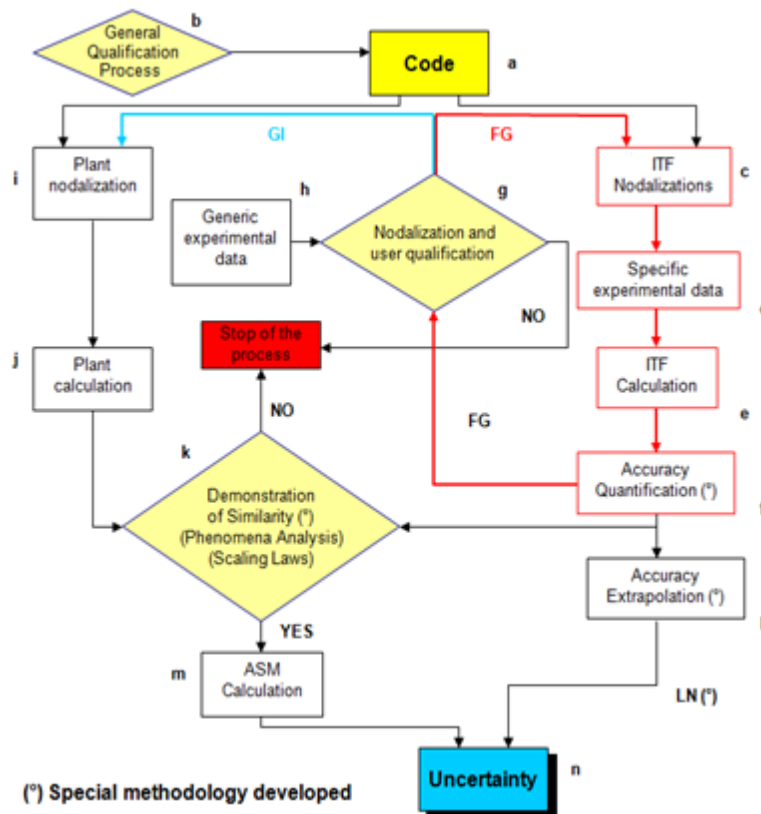 b
General
Qualification
Process
Code
a
GI
FG
i
Plant
nodalization
h
g
ITF
Nodalizations
c
Generic
experimental
data
Nodalization and
user qualification
Specific
experimental data
NO
Stop of the
process
j
Plant
calculation
ITF
Calculation
NO
FG
e
k
Accuracy
Quantification (°)
Demonstration
of Similarity (°)
(Phenomena Analysis)
(Scaling Laws)
Accuracy
Extrapolation (°)
YES
m
ASM
Calculation
LN (°)
Uncertainty
n
(°) Special methodology developed